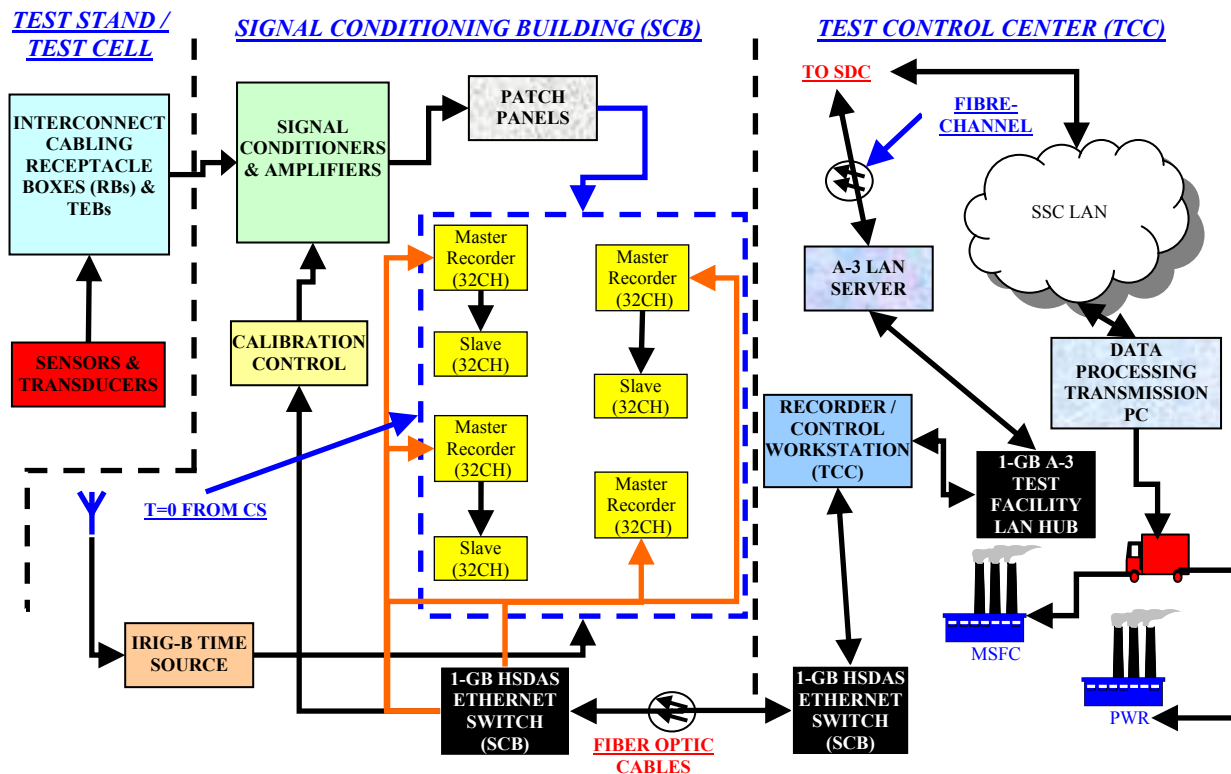 TEST STAND /
TEST CELL
SIGNAL CONDITIONING BUILDING (SCB)
TEST CONTROL CENTER (TCC)
INTERCONNECT
CABLING
RECEPTACLE
BOXES (RBs) &
TEBs
SENSORS &
TRANSDUCERS
SIGNAL
CONDITIONERS
& AMPLIFIERS
PATCH
PANELS
CALIBRATION
CONTROL
Master
Recorder
(32CH)
Slave
(32CH)
Master
Recorder
(32CH)
Slave
(32CH)
Master
Recorder
(32CH)
Slave
(32CH)
Master
Recorder
(32CH)
T=0 FROM CS
IRIG-B TIME
SOURCE
1-GB HSDAS
ETHERNET
SWITCH
(SCB)
FIBER OPTIC
CABLES
TO SDC
FIBRE-
CHANNEL
SSC LAN
A-3 LAN
SERVER
DATA
PROCESSING
TRANSMISSION
PC
RECORDER /
CONTROL
WORKSTATION
(TCC)
1-GB A-3
TEST
FACILITY
LAN HUB
1-GB HSDAS
ETHERNET
SWITCH
(SCB)
MSFC
PWR